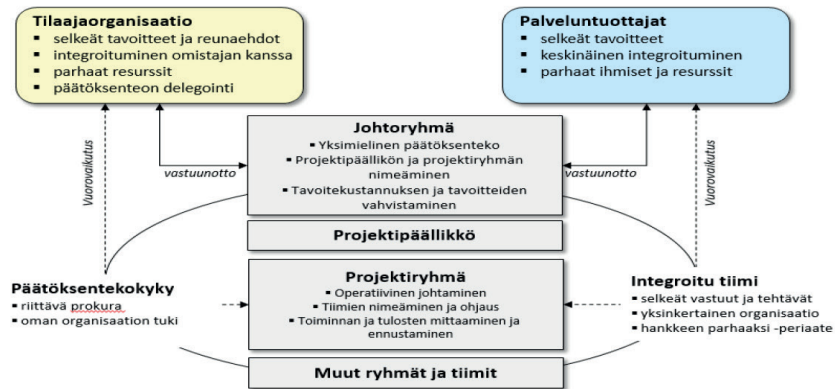 Tilaajaorganisaatio
▪ selkeät tavoitteet ja reunaehdot
▪ integroituminen omistajan kanssa
▪ parhaat resurssit
▪ päätöksenteon delegointi
Palveluntuottajat
▪ selkeät tavoitteet
▪ keskinäinen integroituminen
▪ parhaat ihmiset ja resurssit
Vuorovaikutus
vastuunotto
Johtoryhmä
▪ Yksimielinen päätöksenteko
▪ Projektipäällikön ja projektiryhmän
nimeäminen
▪ Tavoitekustannuksen ja tavoitteiden
vahvistaminen
vastuunotto
Vuorovaikutus
Projektipäällikkö
Päätöksentekokyky
▪ riittävä prokura
▪ oman organisaation tuki
Projektiryhmä
▪ Operatiivinen johtaminen
▪ Tiimien nimeäminen ja ohjaus
▪ Toiminnan ja tulosten mittaaminen ja
ennustaminen
Integroitu tiimi
▪ selkeät vastuut ja tehtävät
▪ yksinkertainen organisaatio
▪ hankkeen parhaaksi -periaate
Muut ryhmät ja tiimit